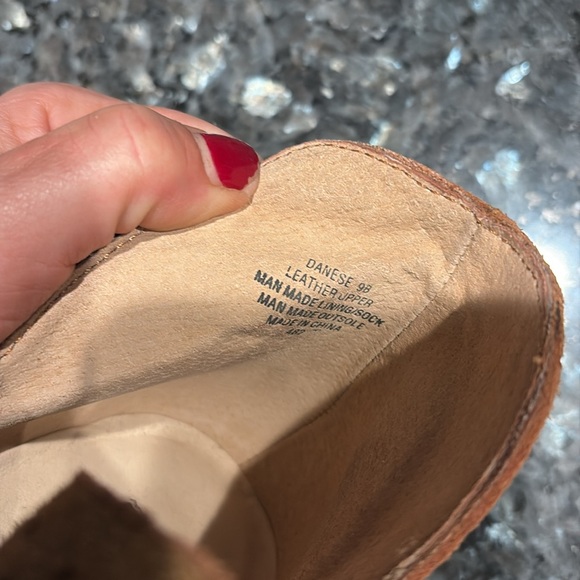 DANESE 9B
LEATHER UPPER
MAN MADE LINING/SOCK
MAN MADE OUTSOLE
MADE IN CHINA